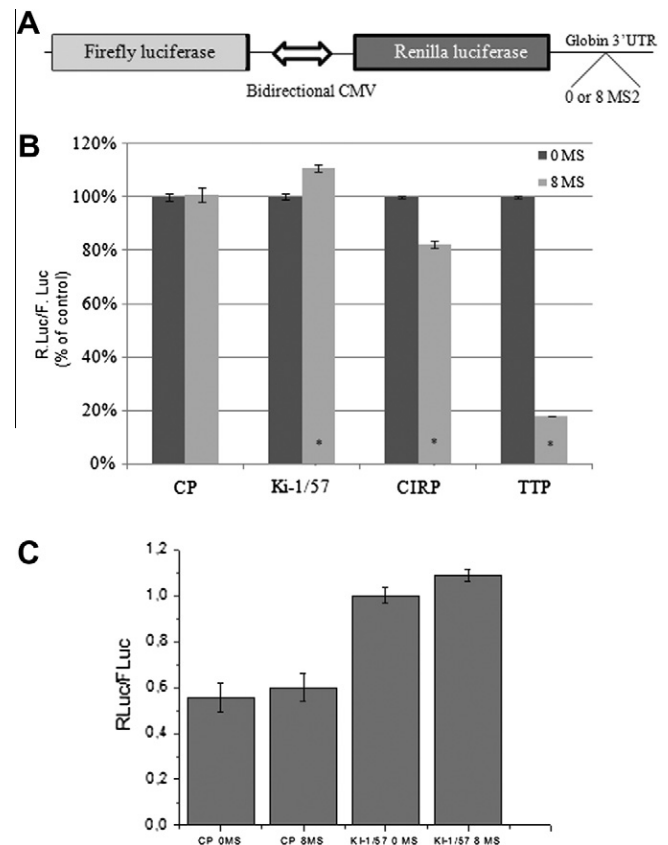 A
Firefly luciferase
Renilla luciferase
Globin 3'UTR
Bidirectional CMV
0 or 8 MS2
B
120%
100%
80%
60%
40%
20%
0%
R.Luc/F. Luc
(% of control)
0 MS
8 MS
*
*
*
CP
Ki-1/57
CIRP
TTP
C
1,2
1,0
0,8
0,6
0,4
0,2
0,0
RLuc/FLuc
CP 0MS
CP 8MS
Ki-1/57 0 MS
Ki-1/57 8 MS